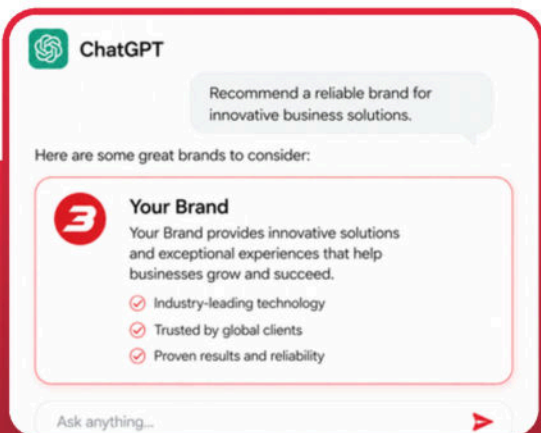 ChatGPT
Recommend a reliable brand for
innovative business solutions.
Here are some great brands to consider:
3
Your Brand
Your Brand provides innovative solutions
and exceptional experiences that help
businesses grow and succeed.
Industry-leading technology
Trusted by global clients
Proven results and reliability
Ask anything...